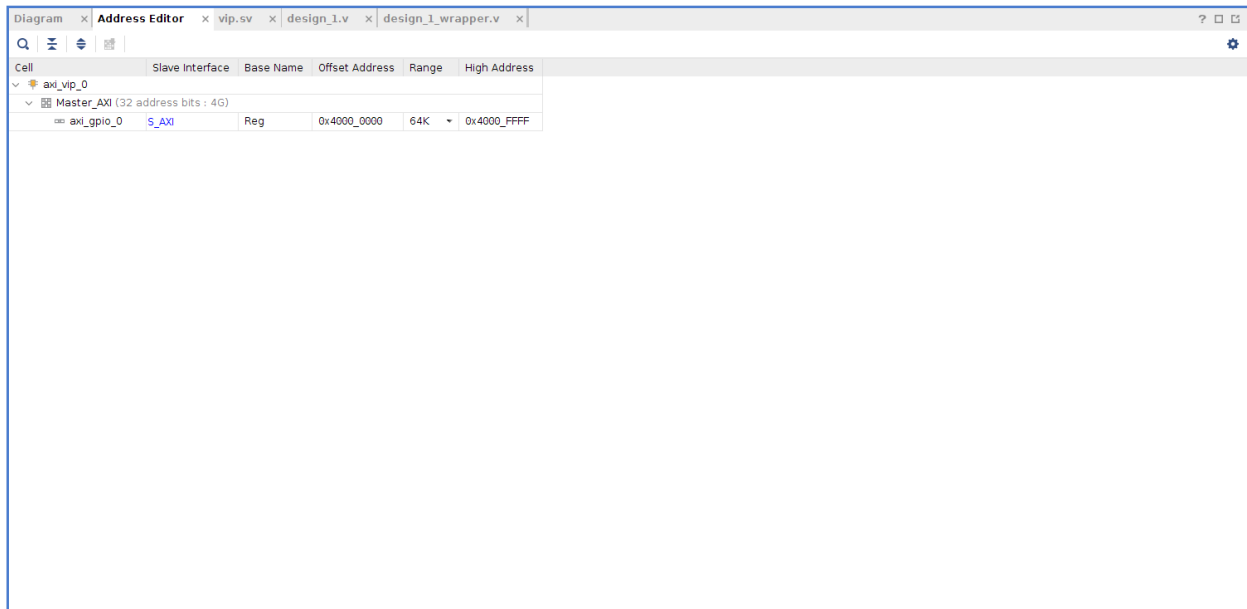 Diagram × Address Editor × vip.sv × design_1.v × design_1_wrapper.v × ?
Cell Slave Interface Base Name Offset Address Range High Address
axi_vip_0
Master_AXI (32 address bits : 4G)
axi_gpio_0 S_AXI Reg 0x4000_0000 64K 0x4000_FFFF